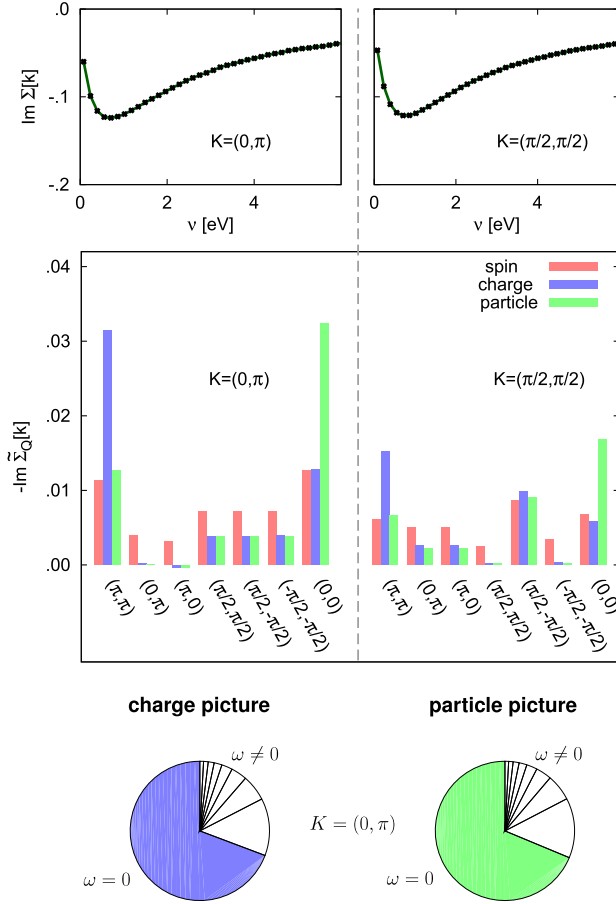 .0
-.1
-.2
Im Σ[k]
K=(0,π)
K=(π/2,π/2)
0 2 4
0 2 4
ν [eV]
ν [eV]
.04
.03
.02
.01
.00
-Im Σ̃_Q[k]
spin
charge
particle
K=(0,π)
K=(π/2,π/2)
(π,π)
(0,π)
(π,0)
(π/2,π/2)
(π/2,-π/2)
(-π/2,-π/2)
(0,0)
(π,π)
(0,π)
(π,0)
(π/2,π/2)
(π/2,-π/2)
(-π/2,-π/2)
(0,0)
charge picture
particle picture
ω ≠ 0
ω ≠ 0
K = (0, π)
ω = 0
ω = 0